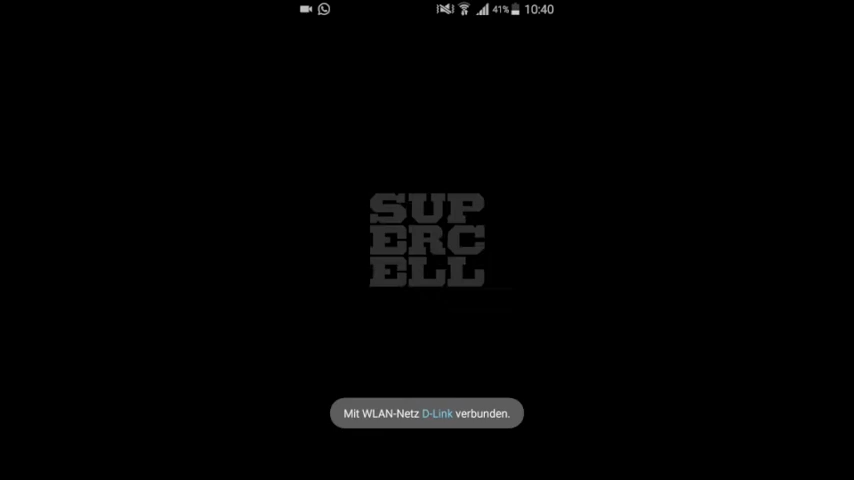 41% 10:40
SUP
ERC
ELL
Mit WLAN-Netz D-Link verbunden.